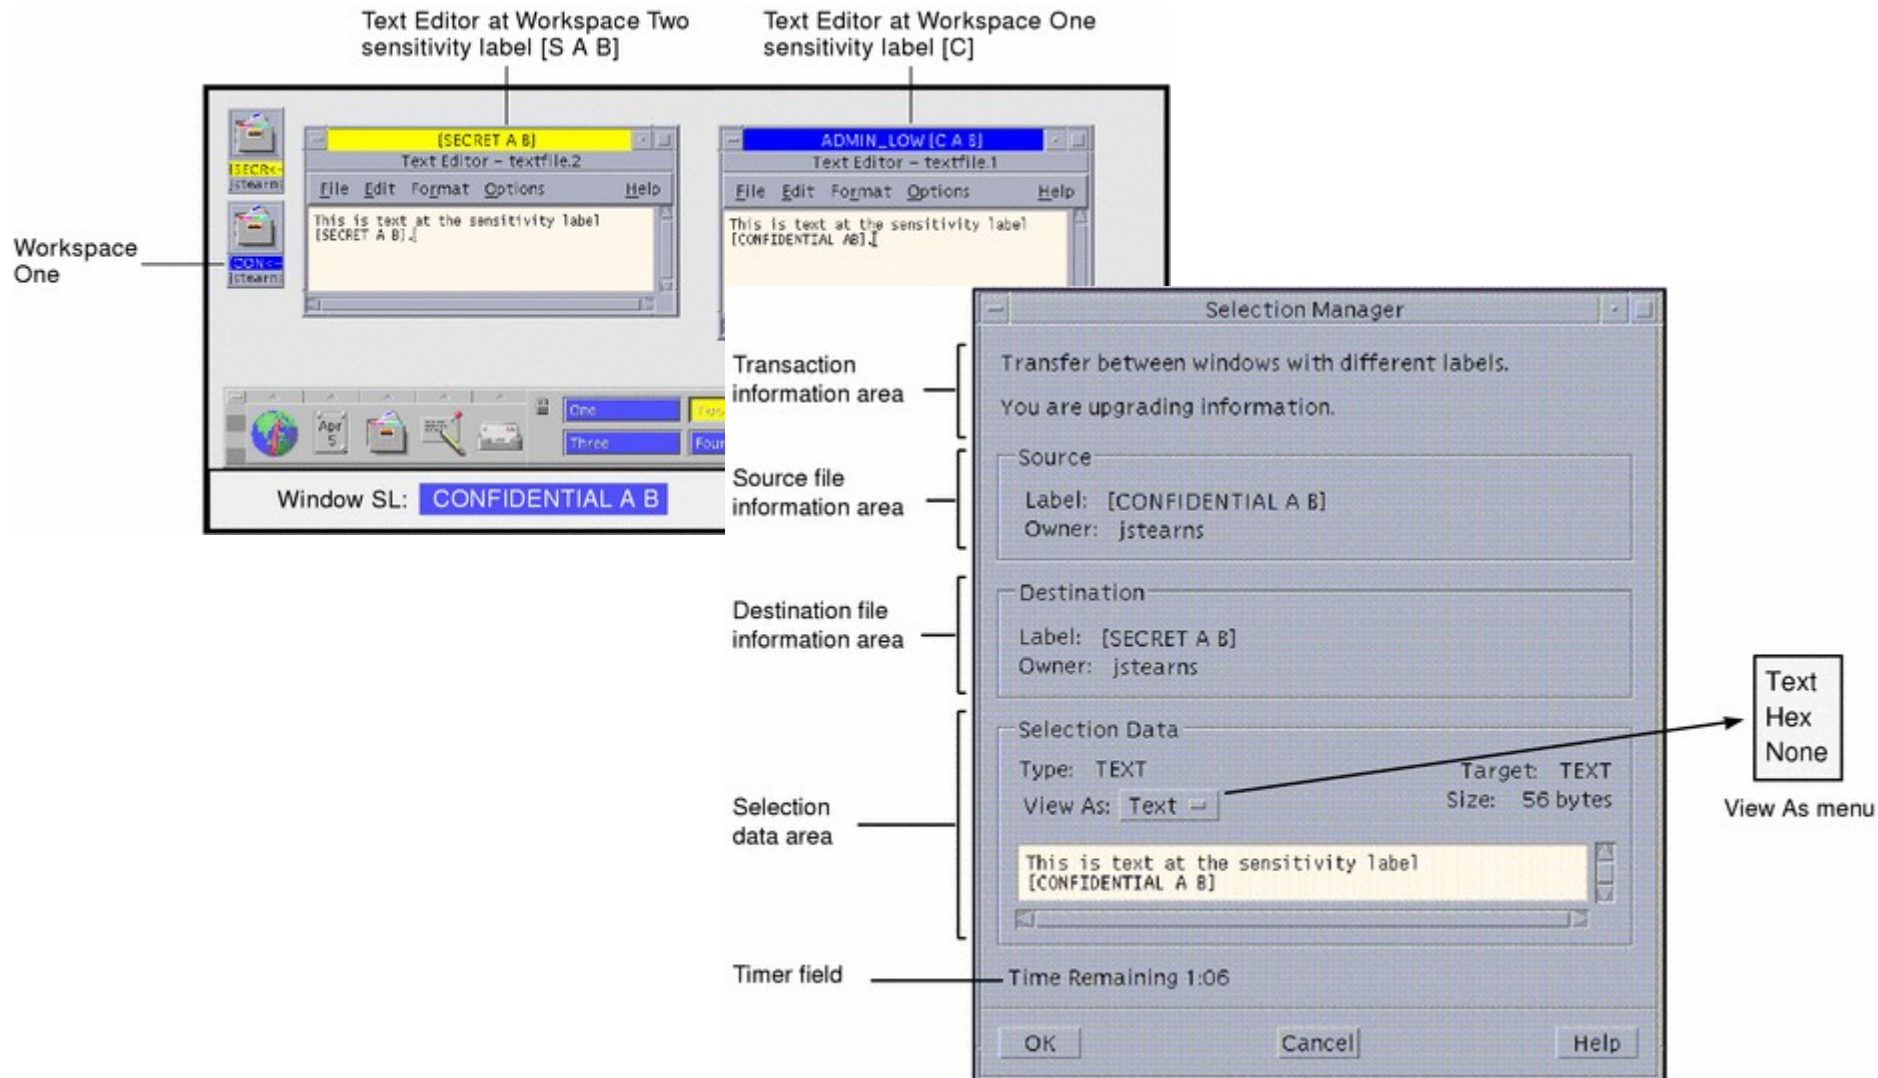 Text Editor at Workspace Two
sensitivity label [S A B]
Text Editor at Workspace One
sensitivity label [C]
[SECRET A B]
Text Editor - textfile.2
File Edit Format Options Help
This is text at the sensitivity label
[SECRET A B].
ADMIN_LOW [C A B]
Text Editor - textfile.1
File Edit Format Options Help
This is text at the sensitivity label
[CONFIDENTIAL AB].
[SECR<-
jstearns
Workspace
One
CON<-
jstearns
Apr
5
One
Three
Four
Window SL: CONFIDENTIAL A B
Selection Manager
Transaction
information area
Transfer between windows with different labels.
You are upgrading information.
Source file
information area
Source
Label: [CONFIDENTIAL A B]
Owner: jstearns
Destination file
information area
Destination
Label: [SECRET A B]
Owner: jstearns
Selection
data area
Selection Data
Type: TEXT
Target: TEXT
View As: Text
Size: 56 bytes
This is text at the sensitivity label
[CONFIDENTIAL A B]
Text
Hex
None
View As menu
Timer field
Time Remaining 1:06
OK Cancel Help